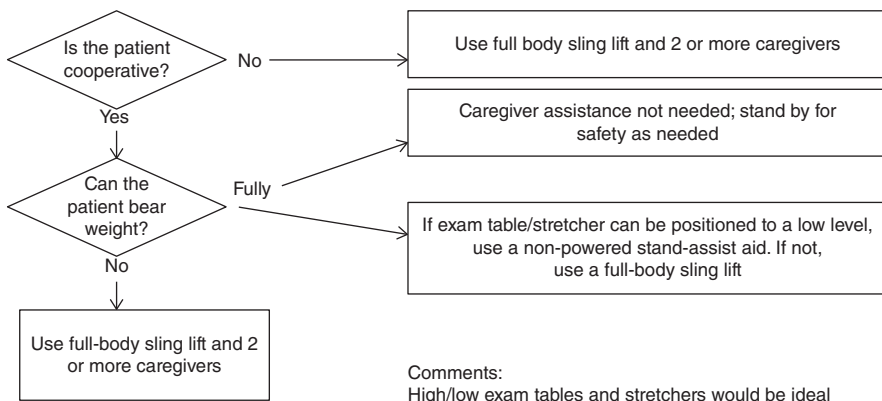 Is the patient
cooperative?
No
Use full body sling lift and 2 or more caregivers
Yes
Caregiver assistance not needed; stand by for
safety as needed
Can the
patient bear
weight?
Fully
If exam table/stretcher can be positioned to a low level,
use a non-powered stand-assist aid. If not,
use a full-body sling lift
No
Use full-body sling lift and 2
or more caregivers
Comments:
High/low exam tables and stretchers would be ideal